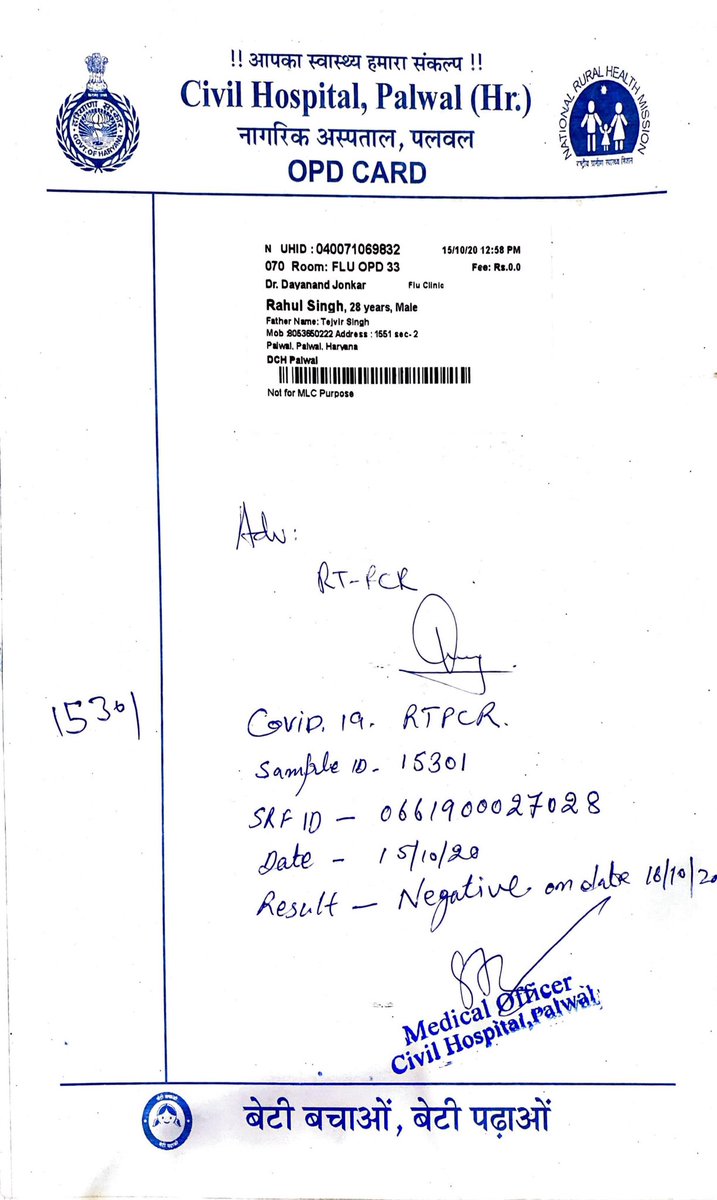 !! आपका स्वास्थ्य हमारा संकल्प !!
Civil Hospital, Palwal (Hr.)
नागरिक अस्पताल, पलवल
OPD CARD
हरियाणा सरकार
GOVT. OF HARYANA
NATIONAL RURAL HEALTH MISSION
राष्ट्रीय ग्रामीण स्वास्थ्य मिशन
N UHID : 040071069832 15/10/20 12:58 PM
070 Room: FLU OPD 33 Fee: Rs.0.0
Dr. Dayanand Jonkar Flu Clinic
Rahul Singh, 28 years, Male
Father Name: Tejvir Singh
Mob :8053650222 Address : 1551 sec- 2
Palwal, Palwal, Haryana
DCH Palwal
Not for MLC Purpose
Adv:
RT-PCR
15301
Covid. 19. RTPCR.
Sample ID- 15301
SRF ID - 0661900027028
Date - 15/10/20
Result - Negative on date 18/10/20
Medical Officer
Civil Hospital,Palwal
बेटी बचाओ
बेटी पढ़ाओ
बेटी बचाओं, बेटी पढ़ाओं